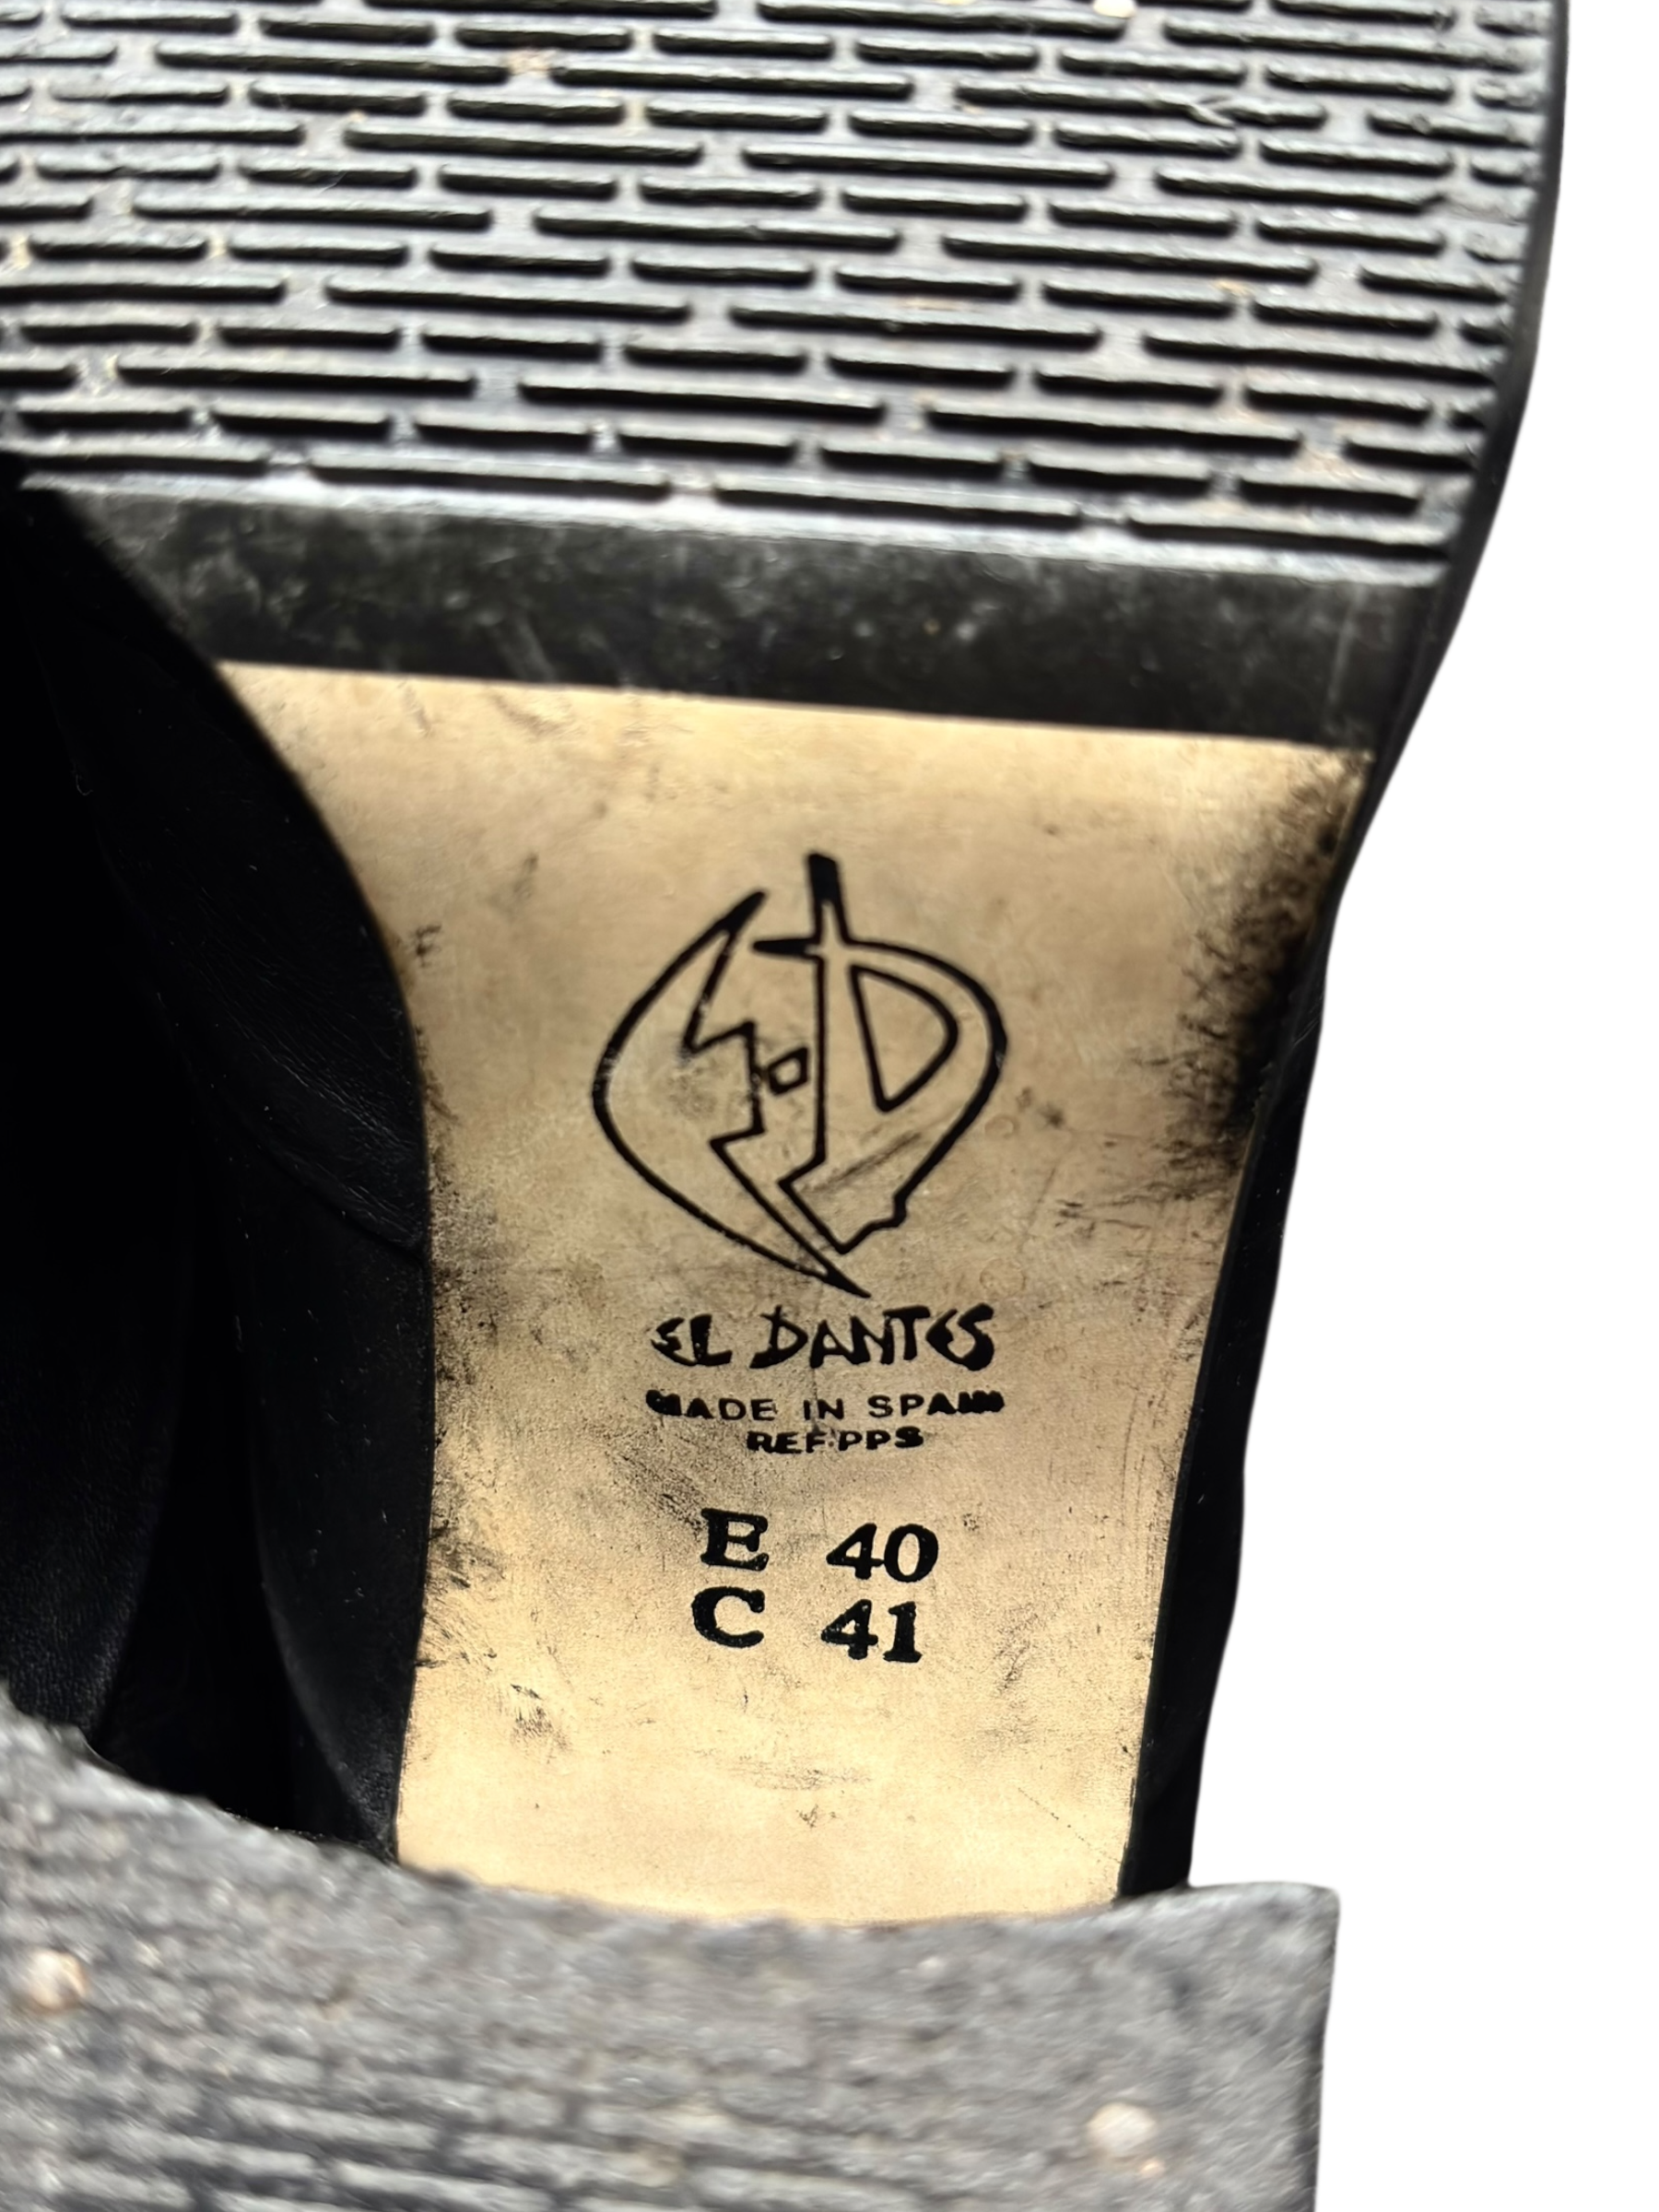 EL DANTES
MADE IN SPAIN
REF:PPS
E 40
C 41